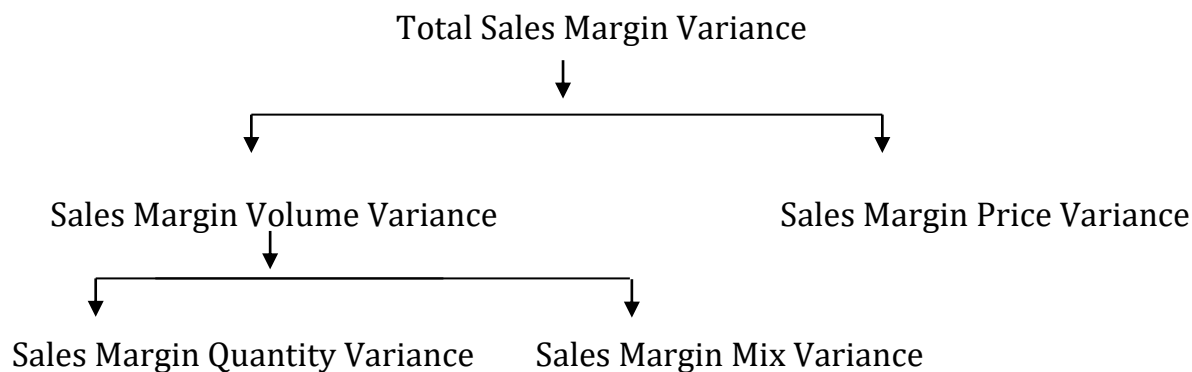 Total Sales Margin Variance
Sales Margin Volume Variance
Sales Margin Price Variance
Sales Margin Quantity Variance
Sales Margin Mix Variance